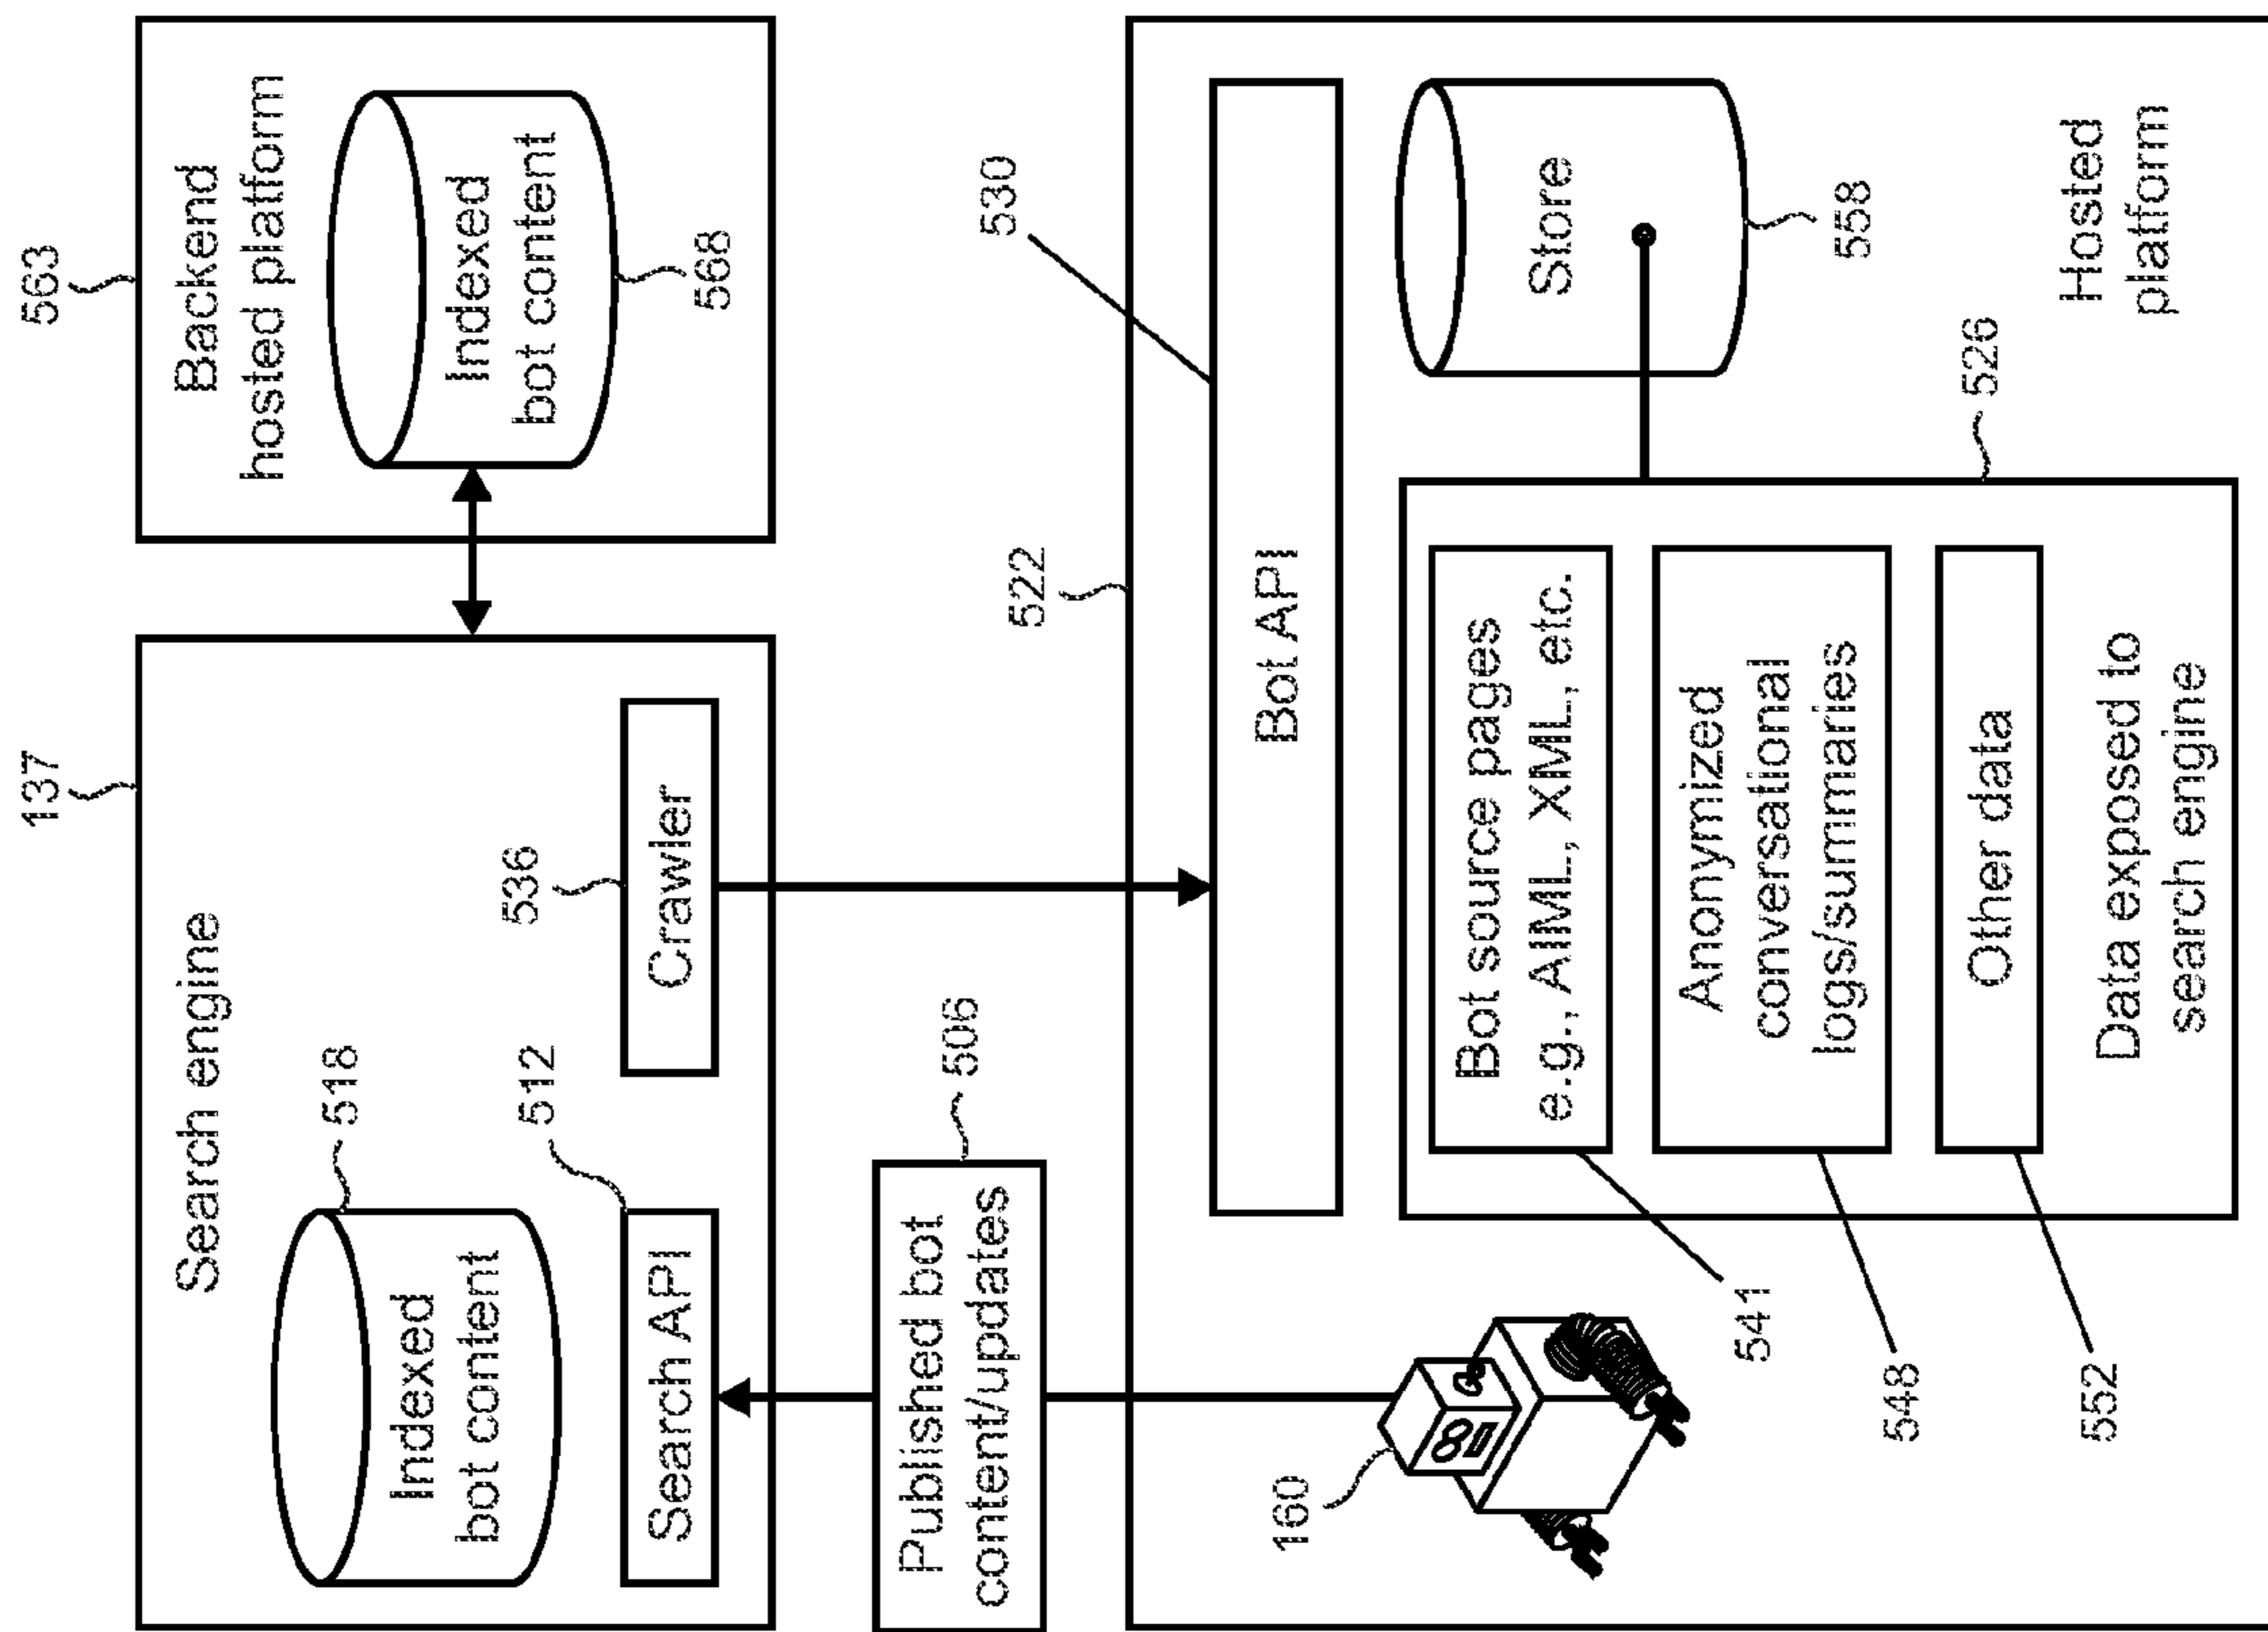 137
Search engine
518
Indexed
bot content
512
Search API
536
Crawler
563
Backend
hosted platform
Indexed
bot content
568
Published bot
content/updates
506
522
530
Bot API
160
Bot source pages
e.g., AIML, XML, etc.
541
Anonymized
conversational
logs/summaries
548
Other data
552
Data exposed to
search engine
526
Store
558
Hosted
platform